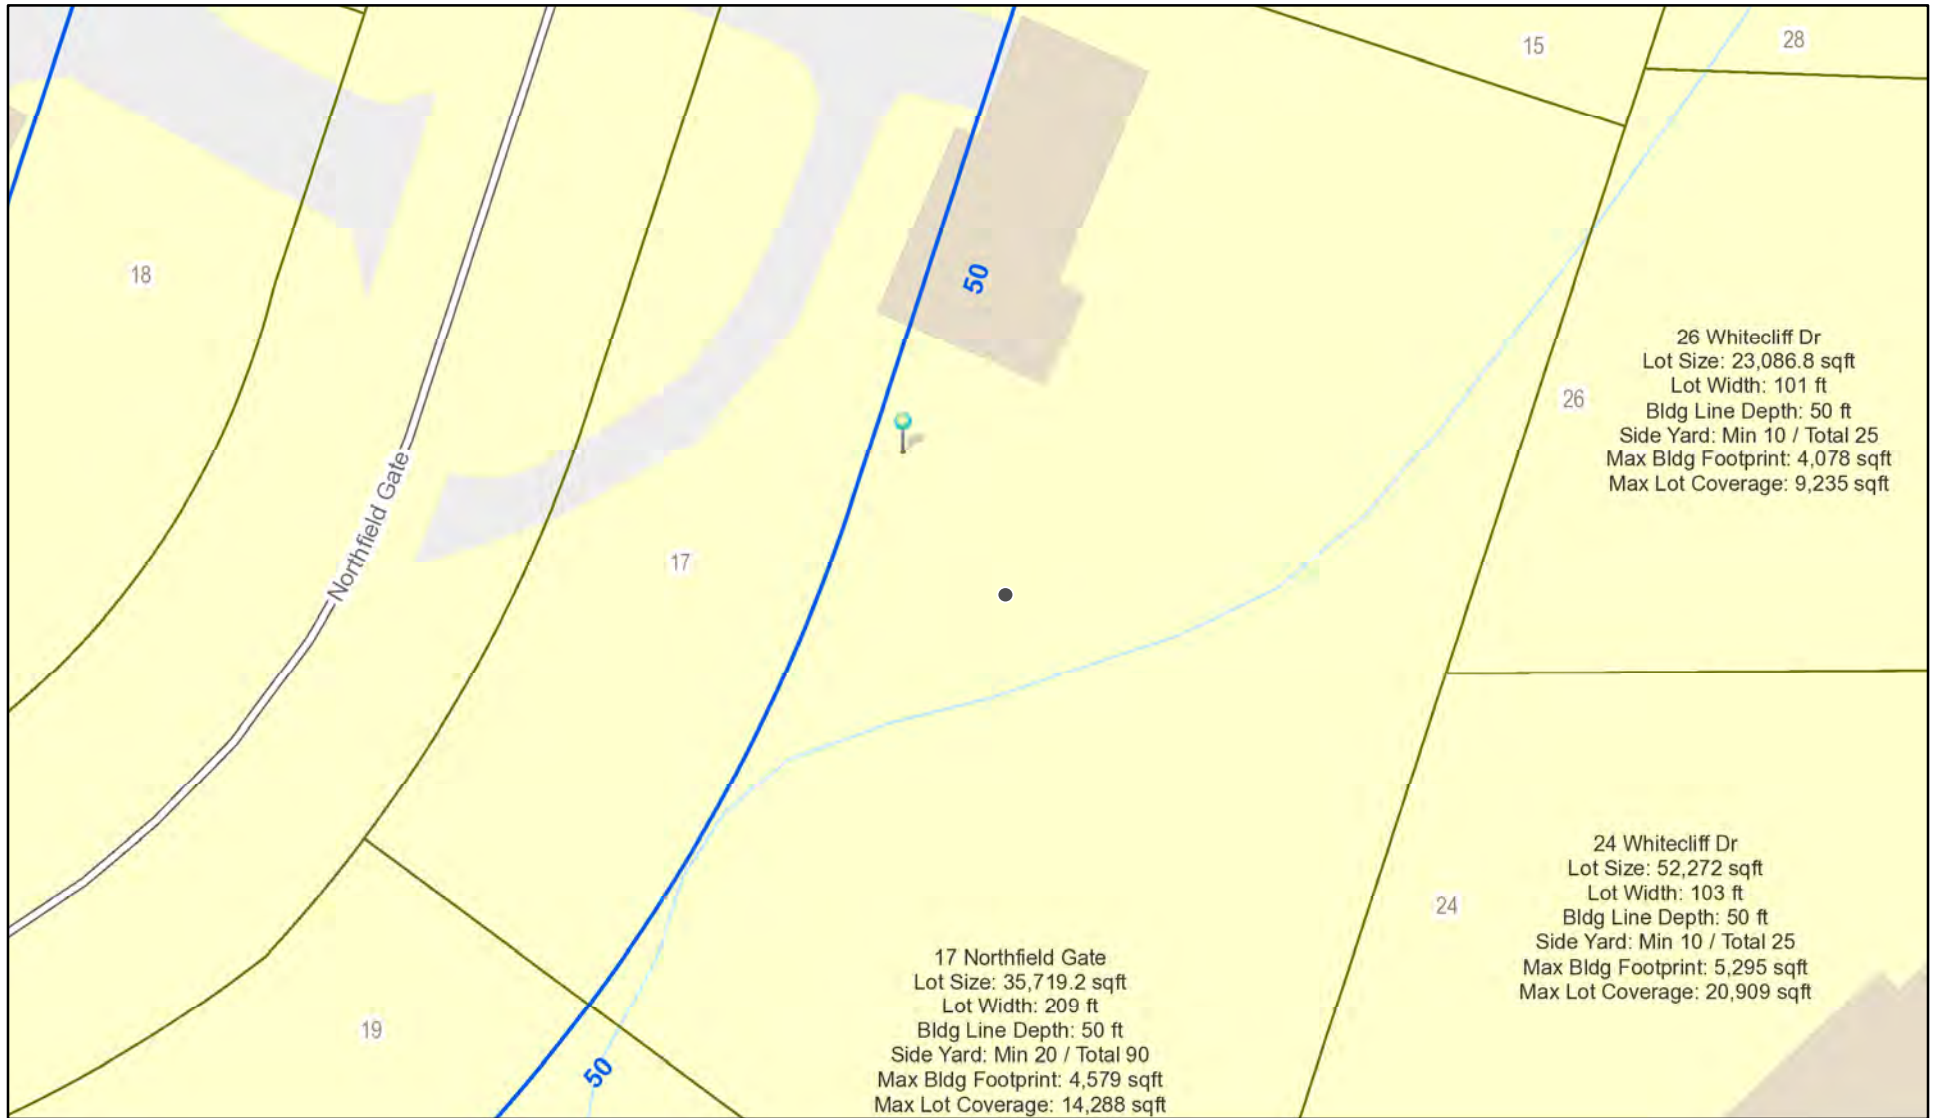 15
28
18
50
26 Whitecliff Dr
Lot Size: 23,086.8 sqft
Lot Width: 101 ft
Bldg Line Depth: 50 ft
Side Yard: Min 10 / Total 25
Max Bldg Footprint: 4,078 sqft
Max Lot Coverage: 9,235 sqft
26
Northfield Gate
17
24 Whitecliff Dr
Lot Size: 52,272 sqft
Lot Width: 103 ft
Bldg Line Depth: 50 ft
Side Yard: Min 10 / Total 25
Max Bldg Footprint: 5,295 sqft
Max Lot Coverage: 20,909 sqft
24
17 Northfield Gate
Lot Size: 35,719.2 sqft
Lot Width: 209 ft
Bldg Line Depth: 50 ft
Side Yard: Min 20 / Total 90
Max Bldg Footprint: 4,579 sqft
Max Lot Coverage: 14,288 sqft
19
50